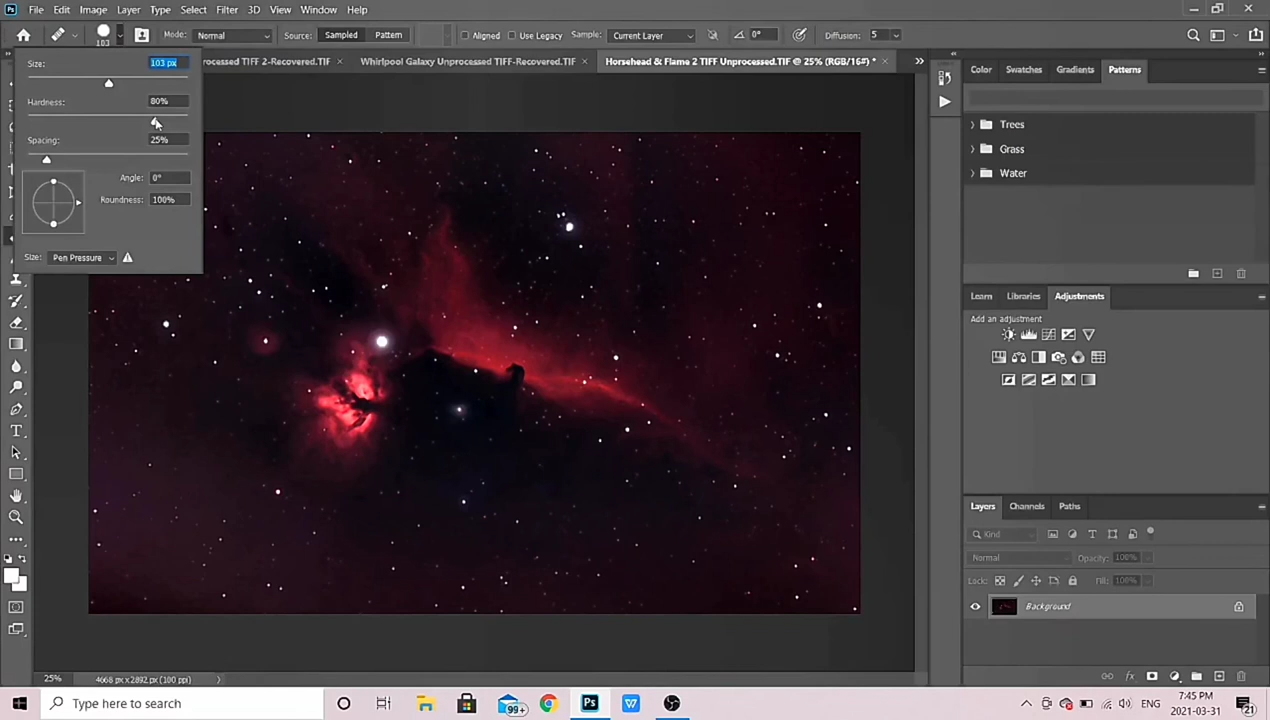 Ps File Edit Image Layer Type Select Filter 3D View Window Help
103 Mode: Normal Source: Sampled Pattern Aligned Use Legacy Sample: Current Layer 0° Diffusion: 5
Size: 103 px
Hardness: 80%
Spacing: 25%
Angle: 0°
Roundness: 100%
Size: Pen Pressure
rocessed TIFF 2-Recovered.TIF × Whirlpool Galaxy Unprocessed TIFF-Recovered.TIF × Horsehead & Flame 2 TIFF Unprocessed.TIF @ 25% (RGB/16#) * ×
Color Swatches Gradients Patterns
Trees
Grass
Water
Learn Libraries Adjustments
Add an adjustment
Layers Channels Paths
Kind
Normal Opacity: 100%
Lock: Fill: 100%
Background
25% 4668 px x 2892 px (100 ppi)
Type here to search
99+
Ps
W
ENG
7:45 PM
2021-03-31
21